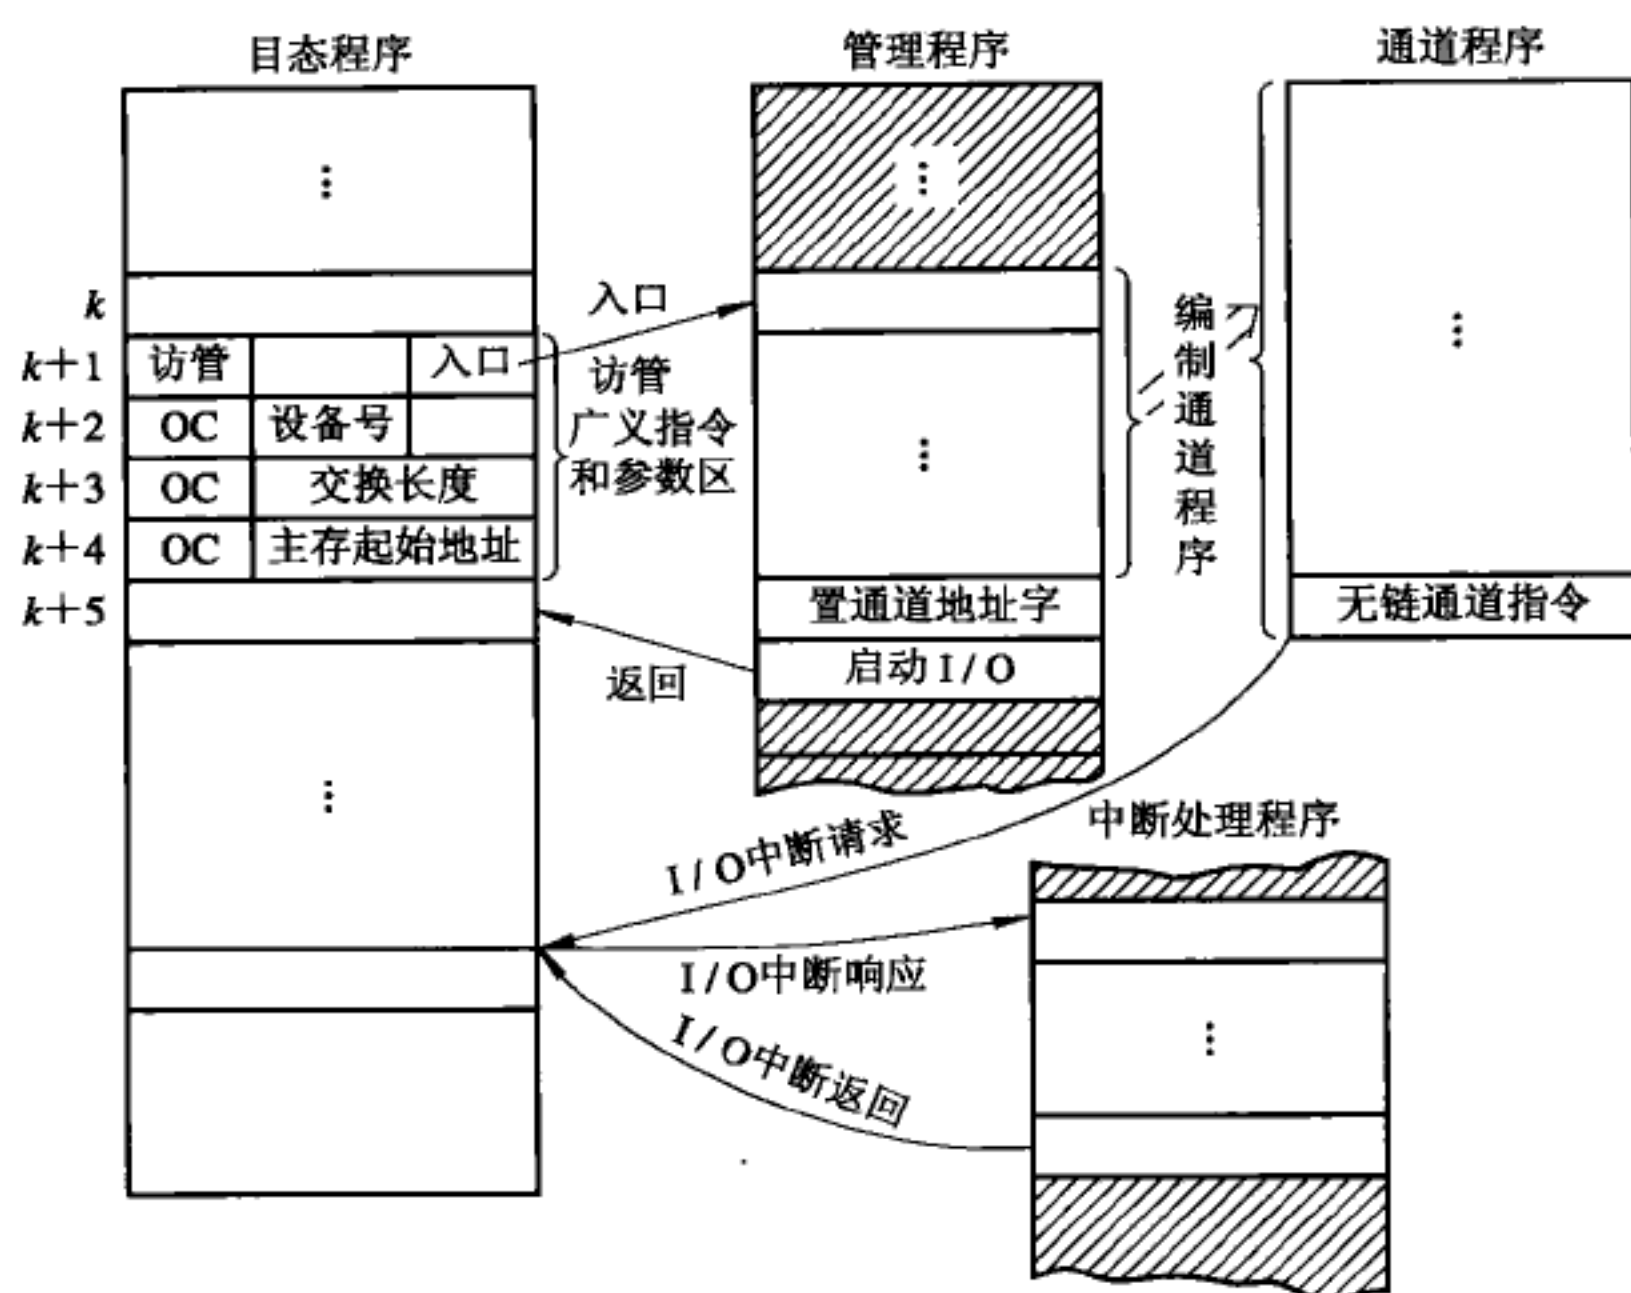 目态程序
管理程序
通道程序
k
k+1 访管 入口
k+2 OC 设备号
k+3 OC 交换长度
k+4 OC 主存起始地址
k+5
入口
访管
广义指令
和参数区
返回
置通道地址字
启动 I/O
编制通道程序
无链通道指令
I/O中断请求
中断处理程序
I/O中断响应
I/O中断返回